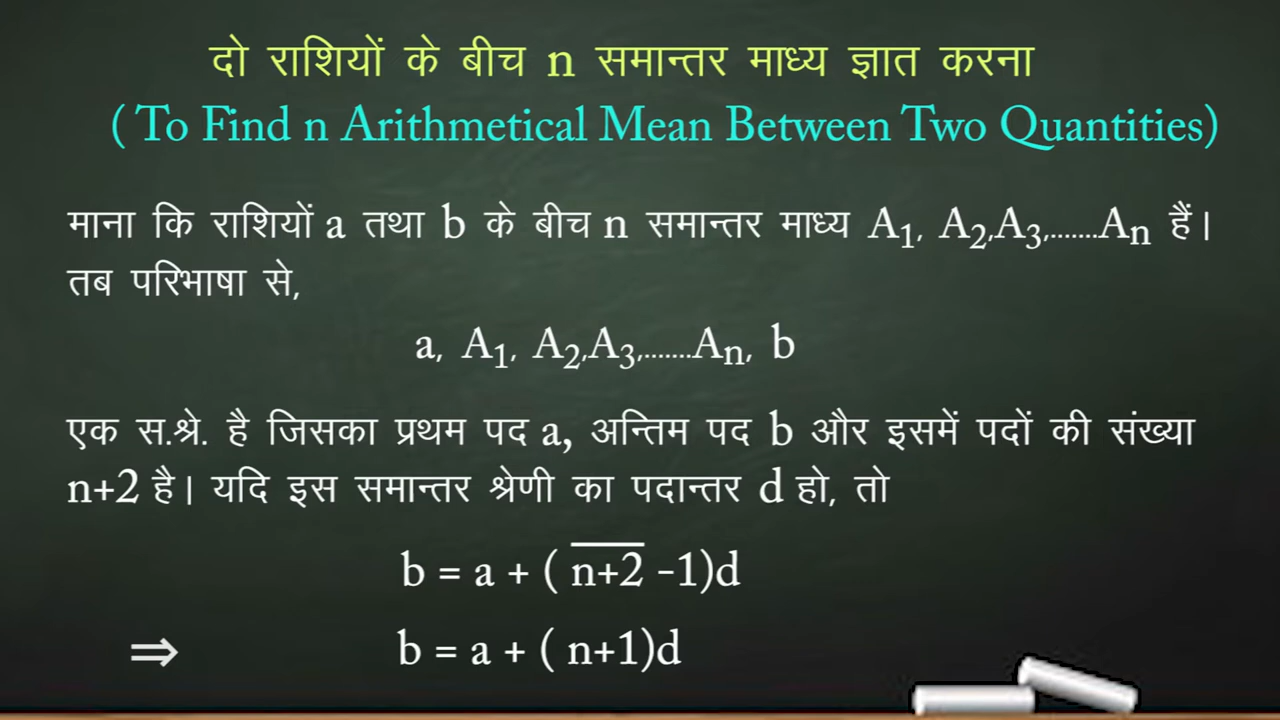 दो राशियों के बीच n समान्तर माध्य ज्ञात करना
( To Find n Arithmetical Mean Between Two Quantities)
माना कि राशियों a तथा b के बीच n समान्तर माध्य A₁, A₂,A₃,.......Aₙ हैं।
तब परिभाषा से,
a, A₁, A₂,A₃,.......Aₙ, b
एक स.श्रे. है जिसका प्रथम पद a, अन्तिम पद b और इसमें पदों की संख्या
n+2 है। यदि इस समान्तर श्रेणी का पदान्तर d हो, तो
b = a + ( n̅+̅2̅ -1)d
⇒ b = a + ( n+1)d